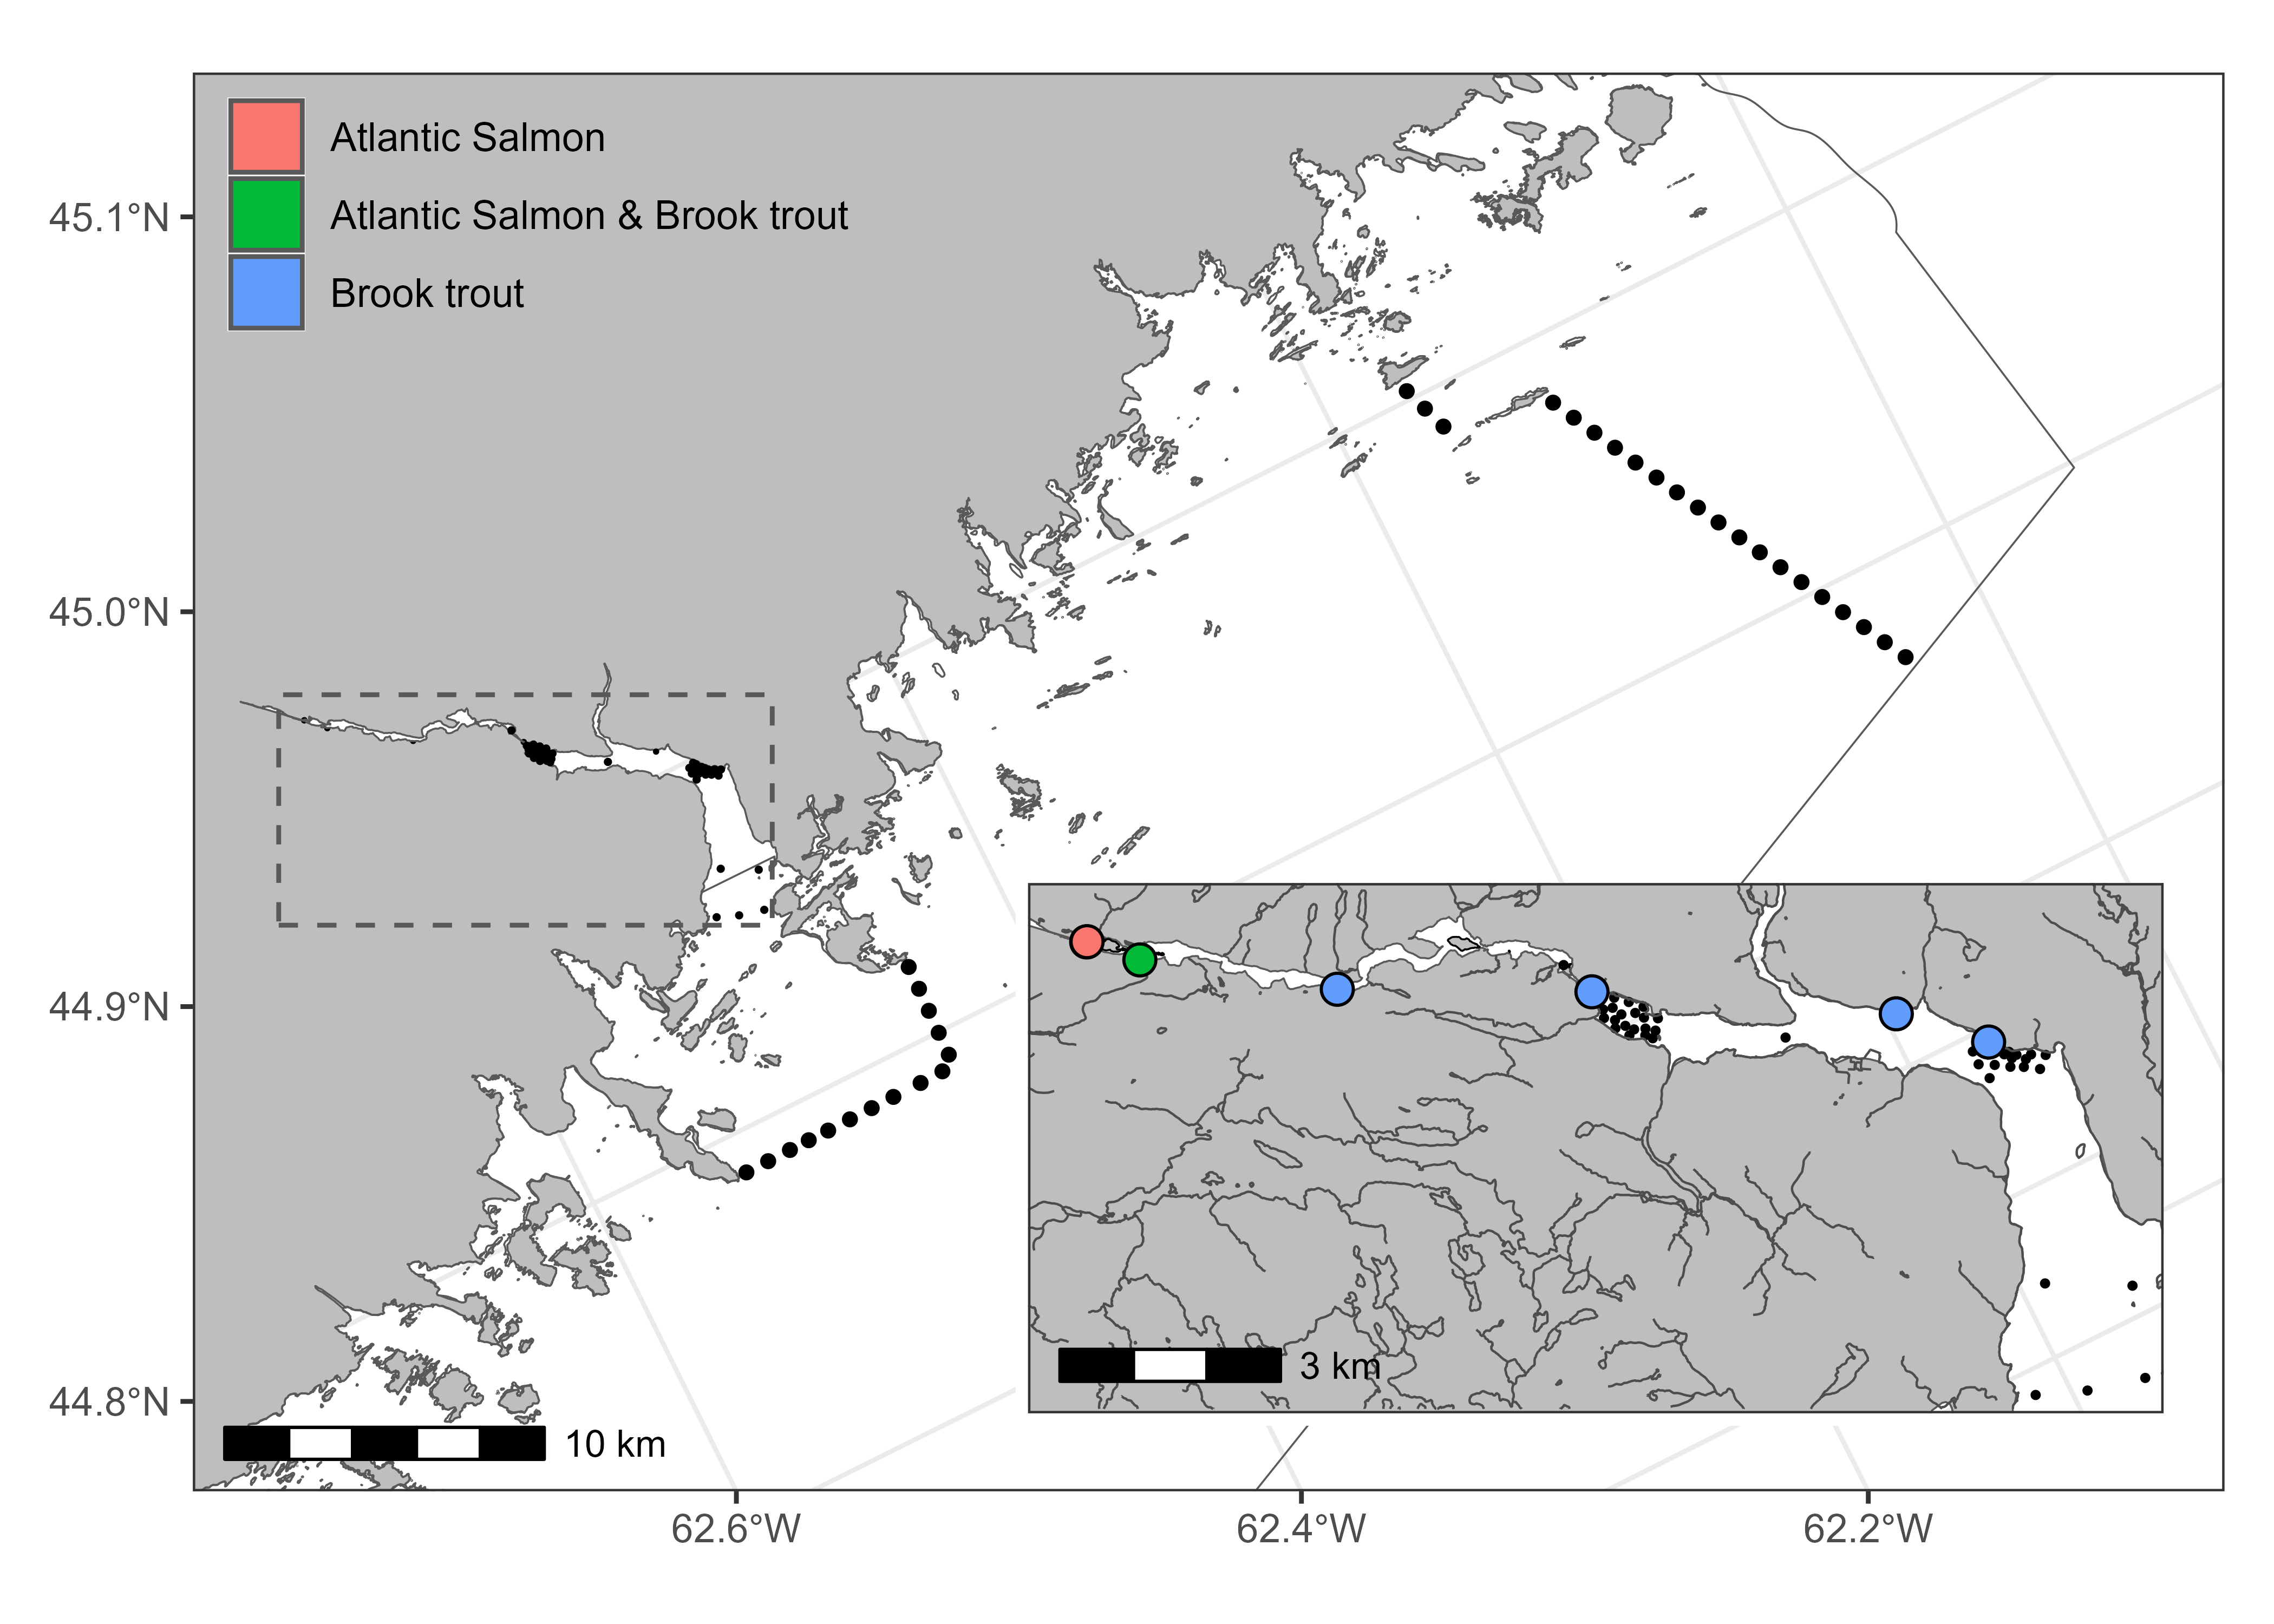 Atlantic Salmon
Atlantic Salmon & Brook trout
Brook trout
45.1°N
45.0°N
44.9°N
44.8°N
3 km
10 km
62.6°W
62.4°W
62.2°W